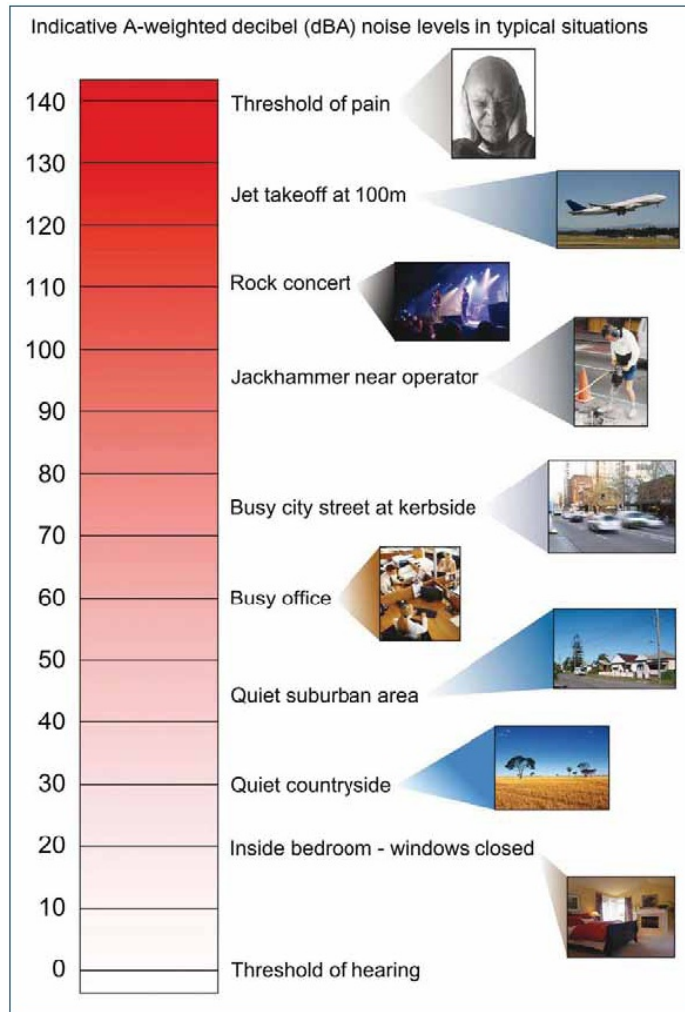 Indicative A-weighted decibel (dBA) noise levels in typical situations
140
Threshold of pain
130
Jet takeoff at 100m
120
110
Rock concert
100
Jackhammer near operator
90
80
Busy city street at kerbside
70
60
Busy office
50
Quiet suburban area
40
30
Quiet countryside
20
Inside bedroom - windows closed
10
0
Threshold of hearing